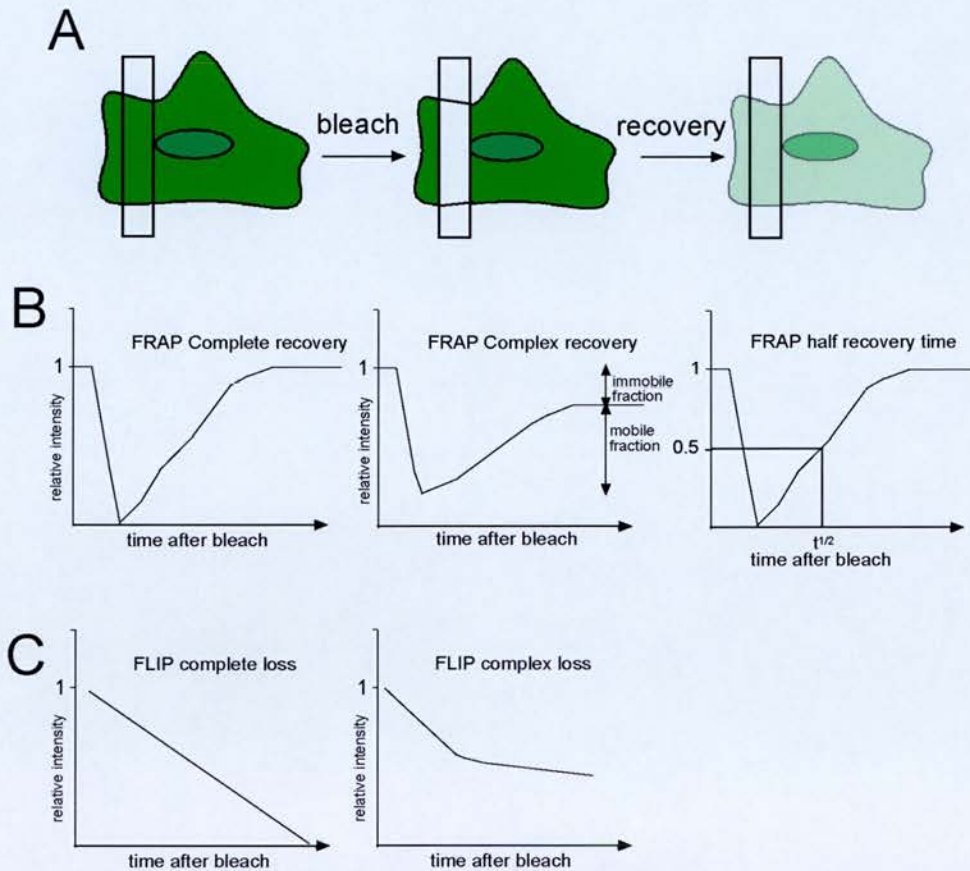 A
bleach
recovery
B
FRAP Complete recovery
1
relative intensity
time after bleach
FRAP Complex recovery
1
immobile
fraction
mobile
fraction
relative intensity
time after bleach
FRAP half recovery time
1
0.5
relative intensity
t1/2
time after bleach
C
FLIP complete loss
1
relative intensity
time after bleach
FLIP complex loss
1
relative intensity
time after bleach